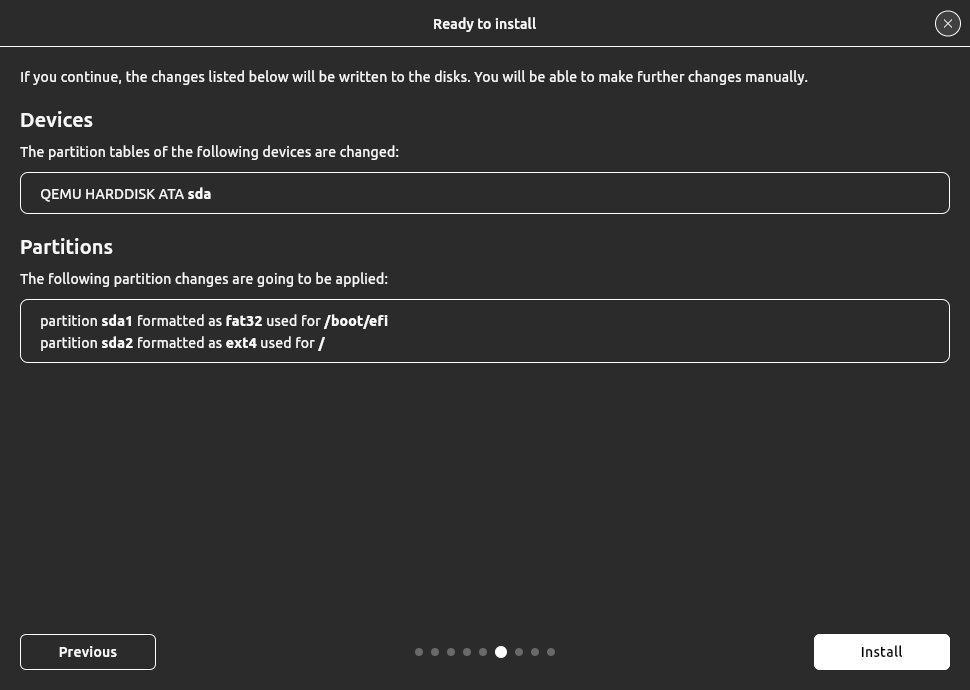 Ready to install
If you continue, the changes listed below will be written to the disks. You will be able to make further changes manually.
Devices
The partition tables of the following devices are changed:
QEMU HARDDISK ATA sda
Partitions
The following partition changes are going to be applied:
partition sda1 formatted as fat32 used for /boot/efi
partition sda2 formatted as ext4 used for /
Previous
Install